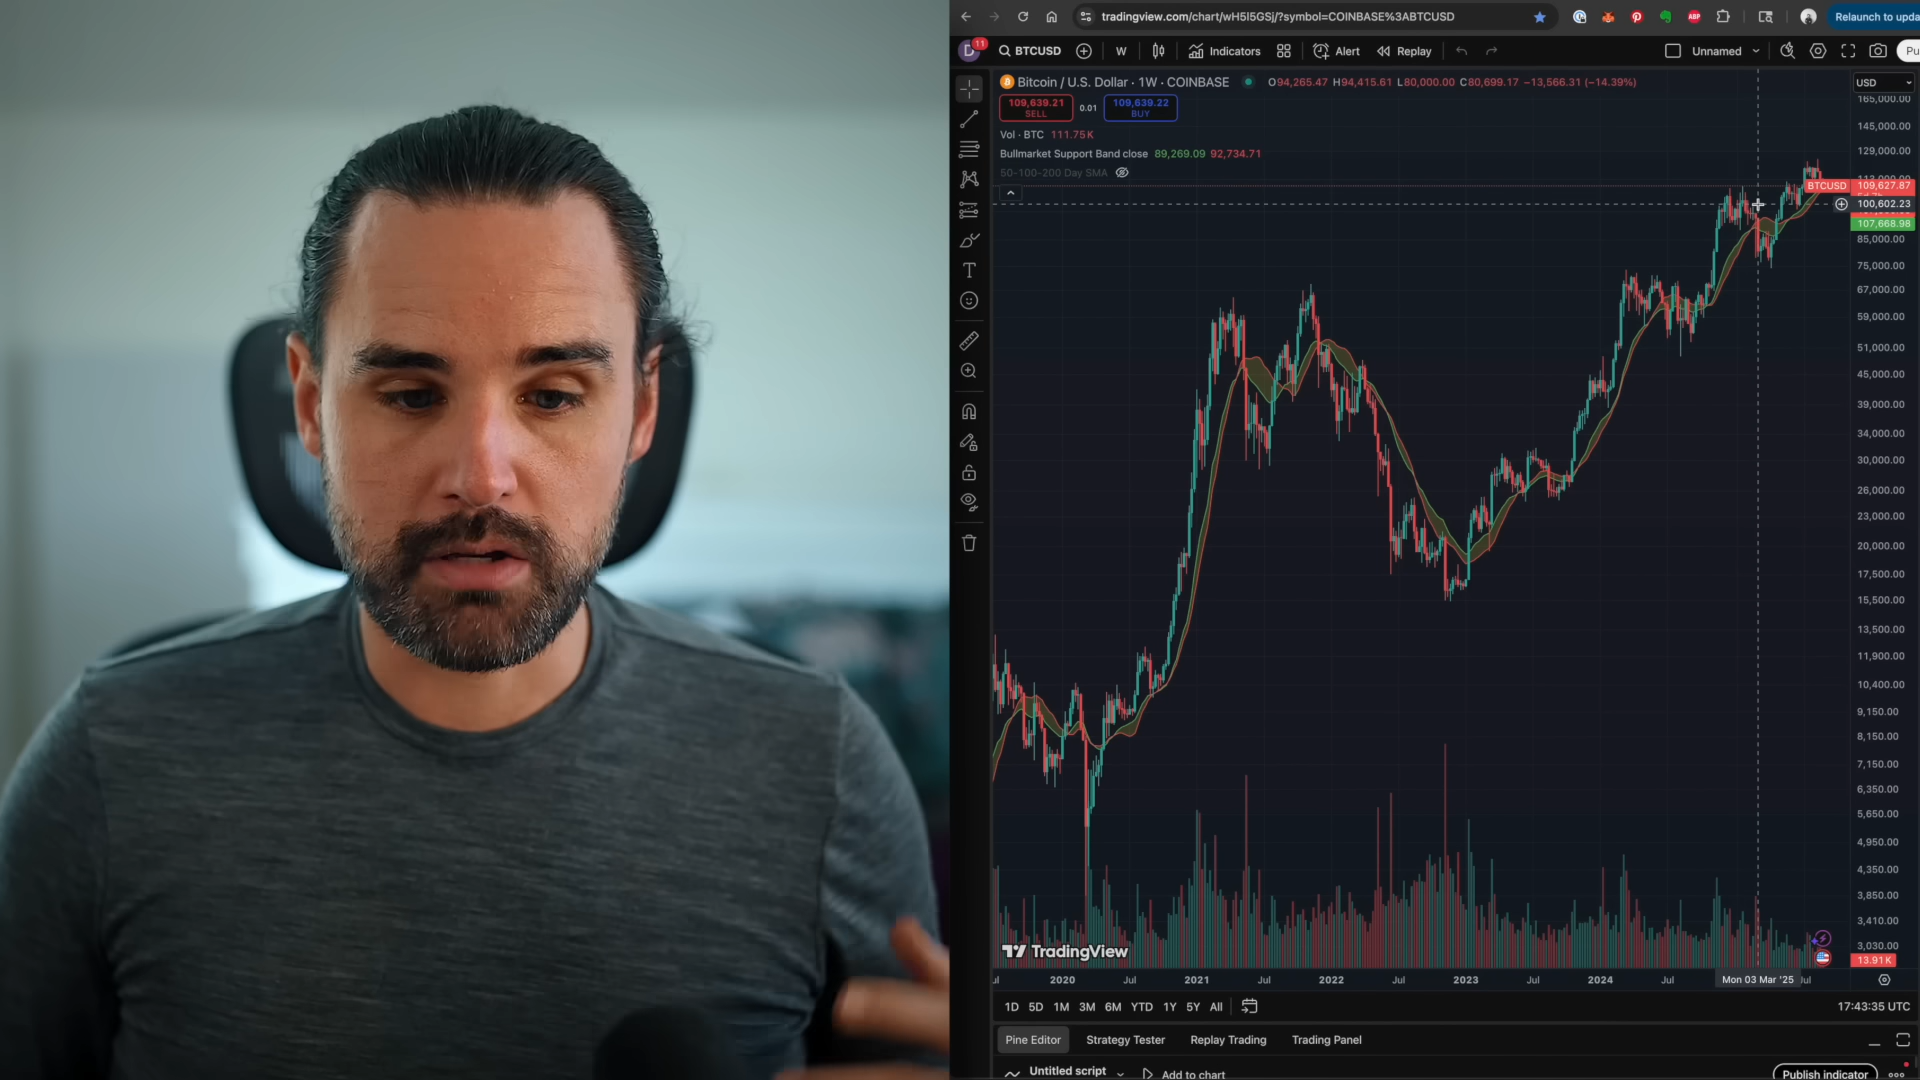 tradingview.com/chart/wH5I5GSj/?symbol=COINBASE%3ABTCUSD
ABP
Relaunch to upda
D
11
BTCUSD
W
Indicators
Alert
Replay
Unnamed
Pu
Bitcoin / U.S. Dollar · 1W · COINBASE
O94,265.47 H94,415.61 L80,000.00 C80,699.17 −13,566.31 (−14.39%)
USD
165,000.00
109,639.21
SELL
0.01
109,639.22
BUY
145,000.00
Vol · BTC 111.75K
Bullmarket Support Band close 89,269.09 92,734.71
129,000.00
50-100-200 Day SMA
113,000.00
BTCUSD 109,627.87
100,602.23
107,668.98
85,000.00
75,000.00
67,000.00
59,000.00
51,000.00
45,000.00
39,000.00
34,000.00
30,000.00
26,000.00
23,000.00
20,000.00
17,500.00
15,500.00
13,500.00
11,900.00
10,400.00
9,150.00
8,150.00
7,150.00
6,350.00
5,650.00
4,950.00
4,350.00
3,850.00
3,410.00
3,030.00
TradingView
13.91K
ul 2020 Jul 2021 Jul 2022 Jul 2023 Jul 2024 Jul Mon 03 Mar '25 Jul
1D 5D 1M 3M 6M YTD 1Y 5Y All
17:43:35 UTC
Pine Editor Strategy Tester Replay Trading Trading Panel
Untitled script Add to chart Publish indicator